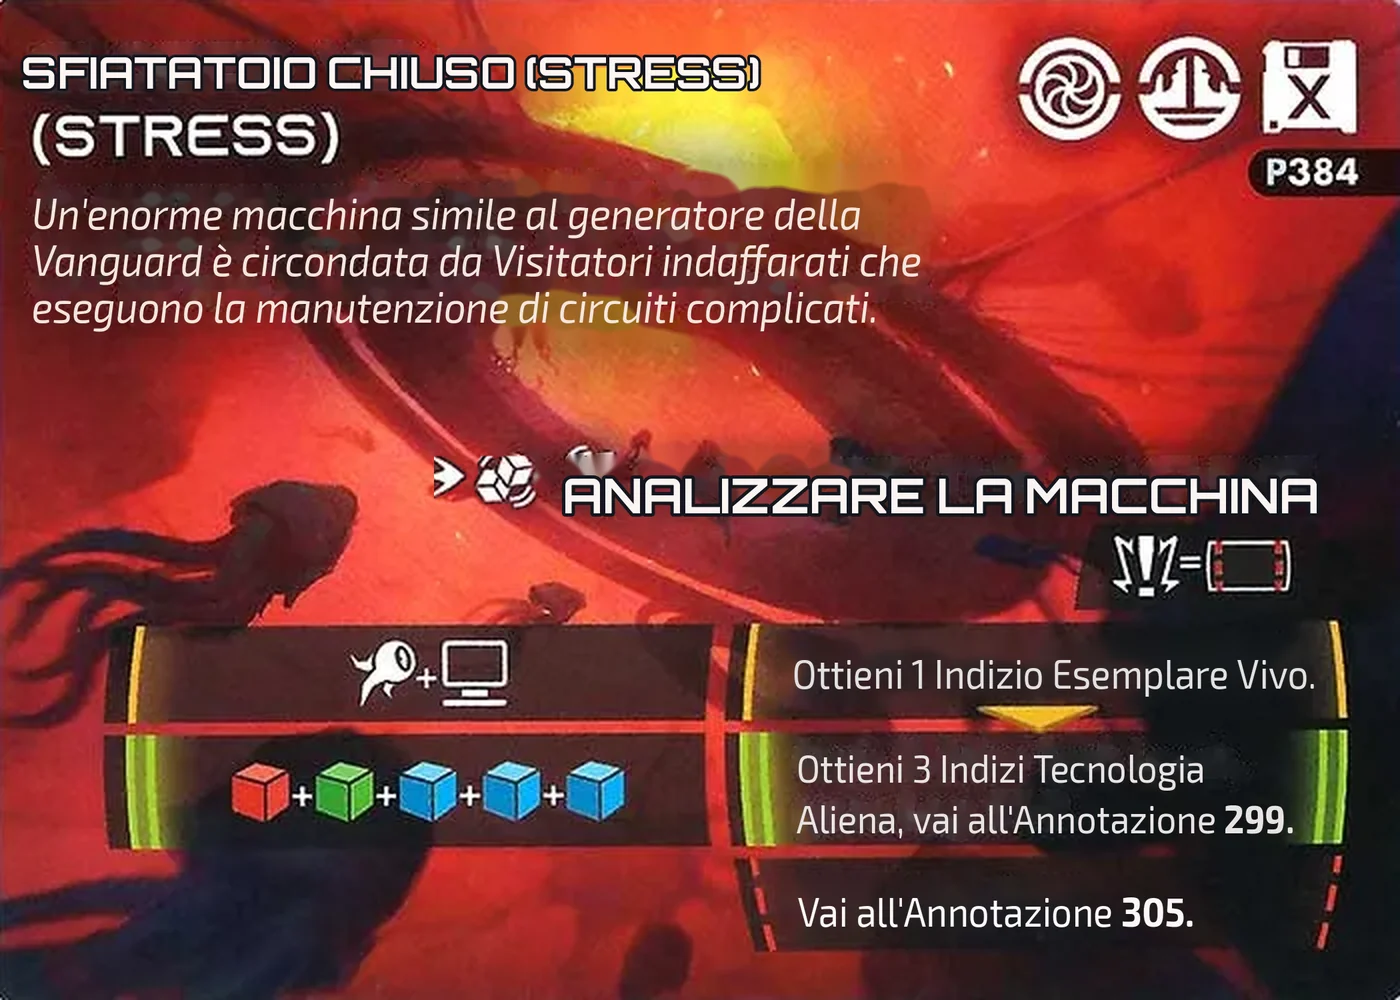 SFIATATOIO CHIUSO (STRESS)
(STRESS)
X
P384
Un'enorme macchina simile al generatore della
Vanguard è circondata da Visitatori indaffarati che
eseguono la manutenzione di circuiti complicati.
ANALIZZARE LA MACCHINA
!=
+
Ottieni 1 Indizio Esemplare Vivo.
+ + + +
Ottieni 3 Indizi Tecnologia
Aliena, vai all'Annotazione 299.
Vai all'Annotazione 305.